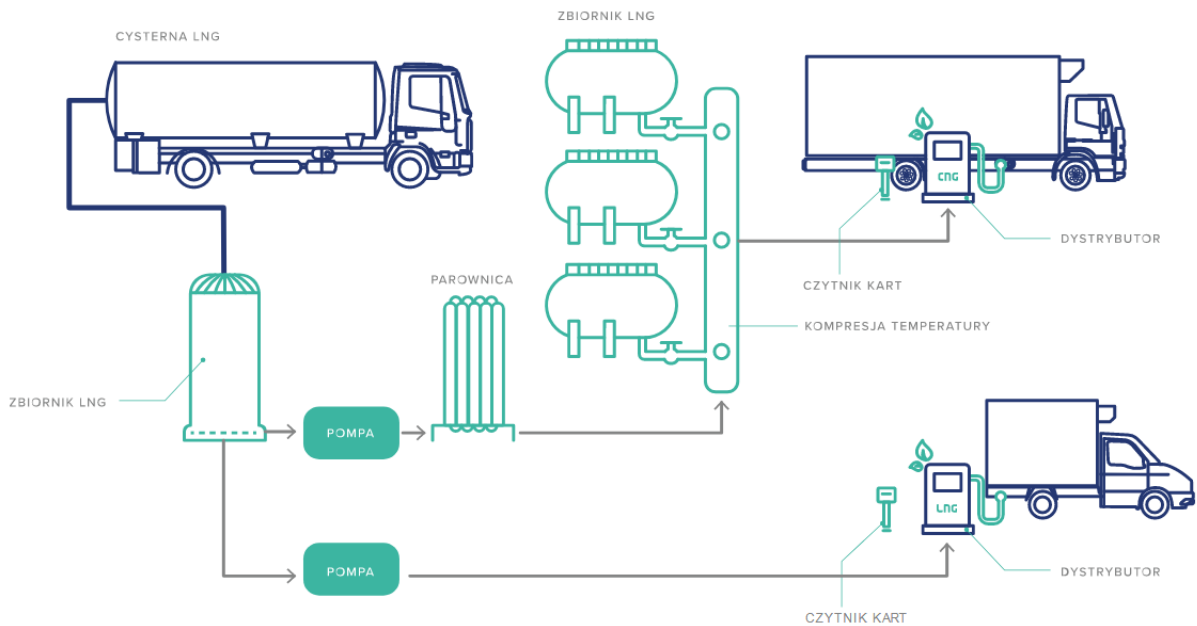 CYSTERNA LNG
ZBIORNIK LNG
CNG
DYSTRYBUTOR
CZYTNIK KART
PAROWNICA
KOMPRESJA TEMPERATURY
ZBIORNIK LNG
POMPA
LNG
POMPA
DYSTRYBUTOR
CZYTNIK KART